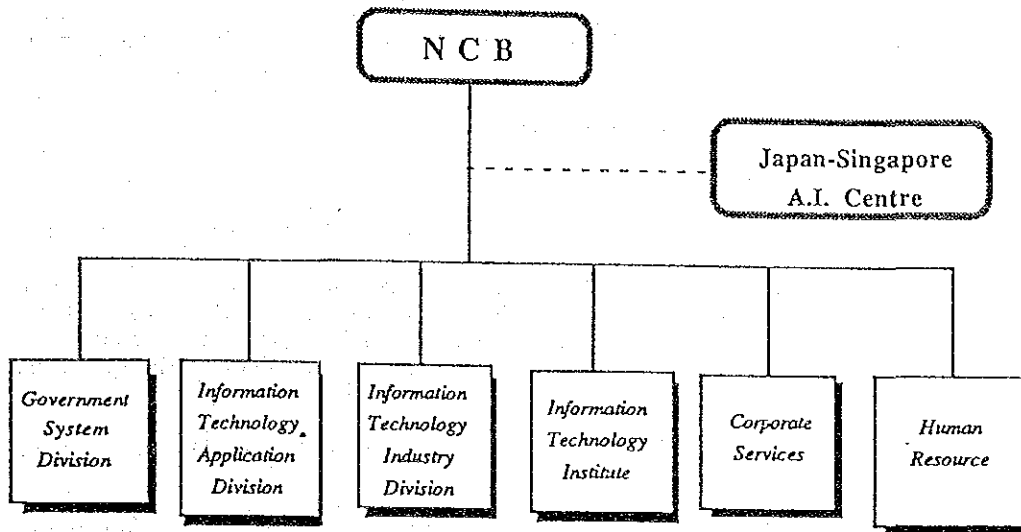 N C B
Japan-Singapore
A.I. Centre
Government
System
Division
Information
Technology
Application
Division
Information
Technology
Industry
Division
Information
Technology
Institute
Corporate
Services
Human
Resource